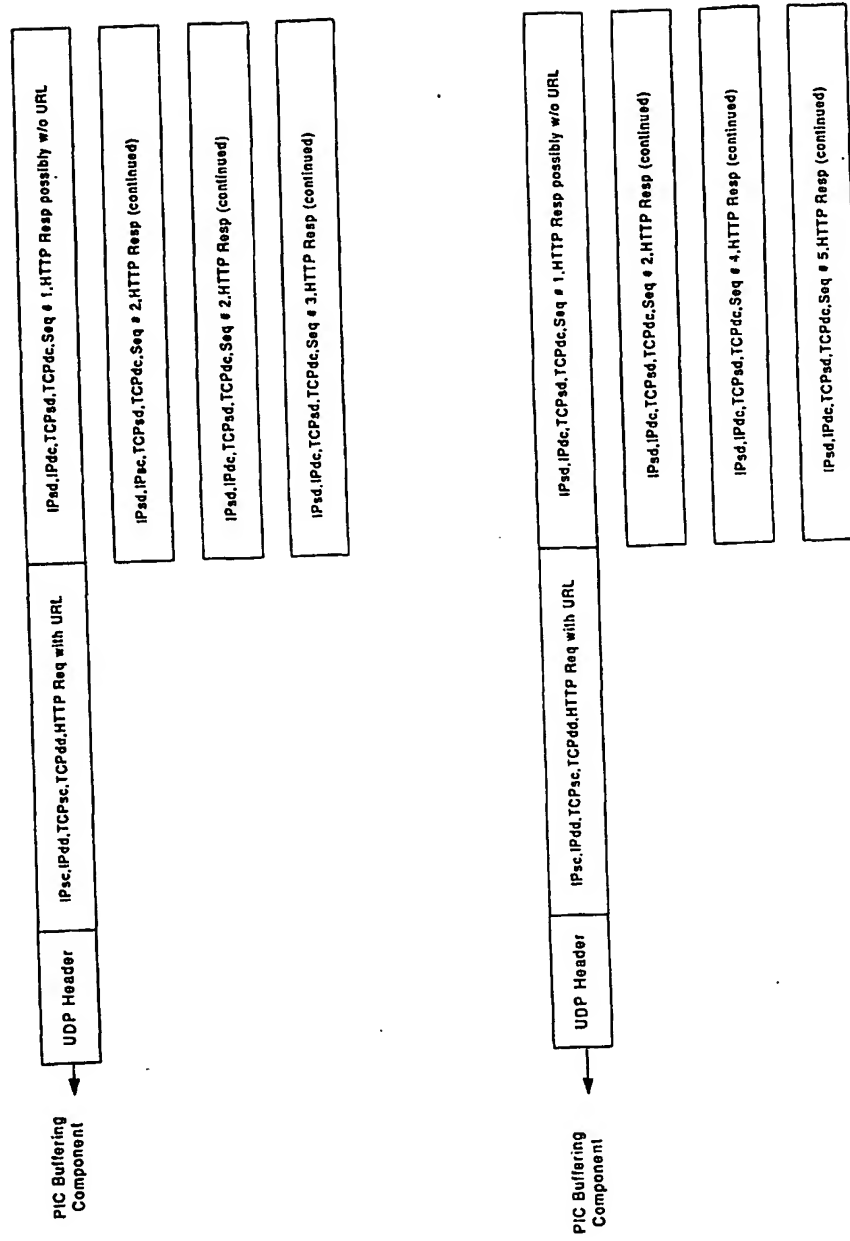 PIC Buffering
Component
UDP Header
IPsc,IPdd,TCPsc,TCPdd,HTTP Req with URL
IPsd,IPdc,TCPsd,TCPdc,Seq # 1,HTTP Resp possibly w/o URL
IPsd,IPsc,TCPsd,TCPdc,Seq # 2,HTTP Resp (continued)
IPsd,IPdc,TCPsd,TCPdc,Seq # 2,HTTP Resp (continued)
IPsd,IPdc,TCPsd,TCPdc,Seq # 3,HTTP Resp (continued)
PIC Buffering
Component
UDP Header
IPsc,IPdd,TCPsc,TCPdd,HTTP Req with URL
IPsd,IPdc,TCPsd,TCPdc,Seq # 1,HTTP Resp possibly w/o URL
IPsd,IPdc,TCPsd,TCPdc,Seq # 2,HTTP Resp (continued)
IPsd,IPdc,TCPsd,TCPdc,Seq # 4,HTTP Resp (continued)
IPsd,IPdc,TCPsd,TCPdc,Seq # 5,HTTP Resp (continued)